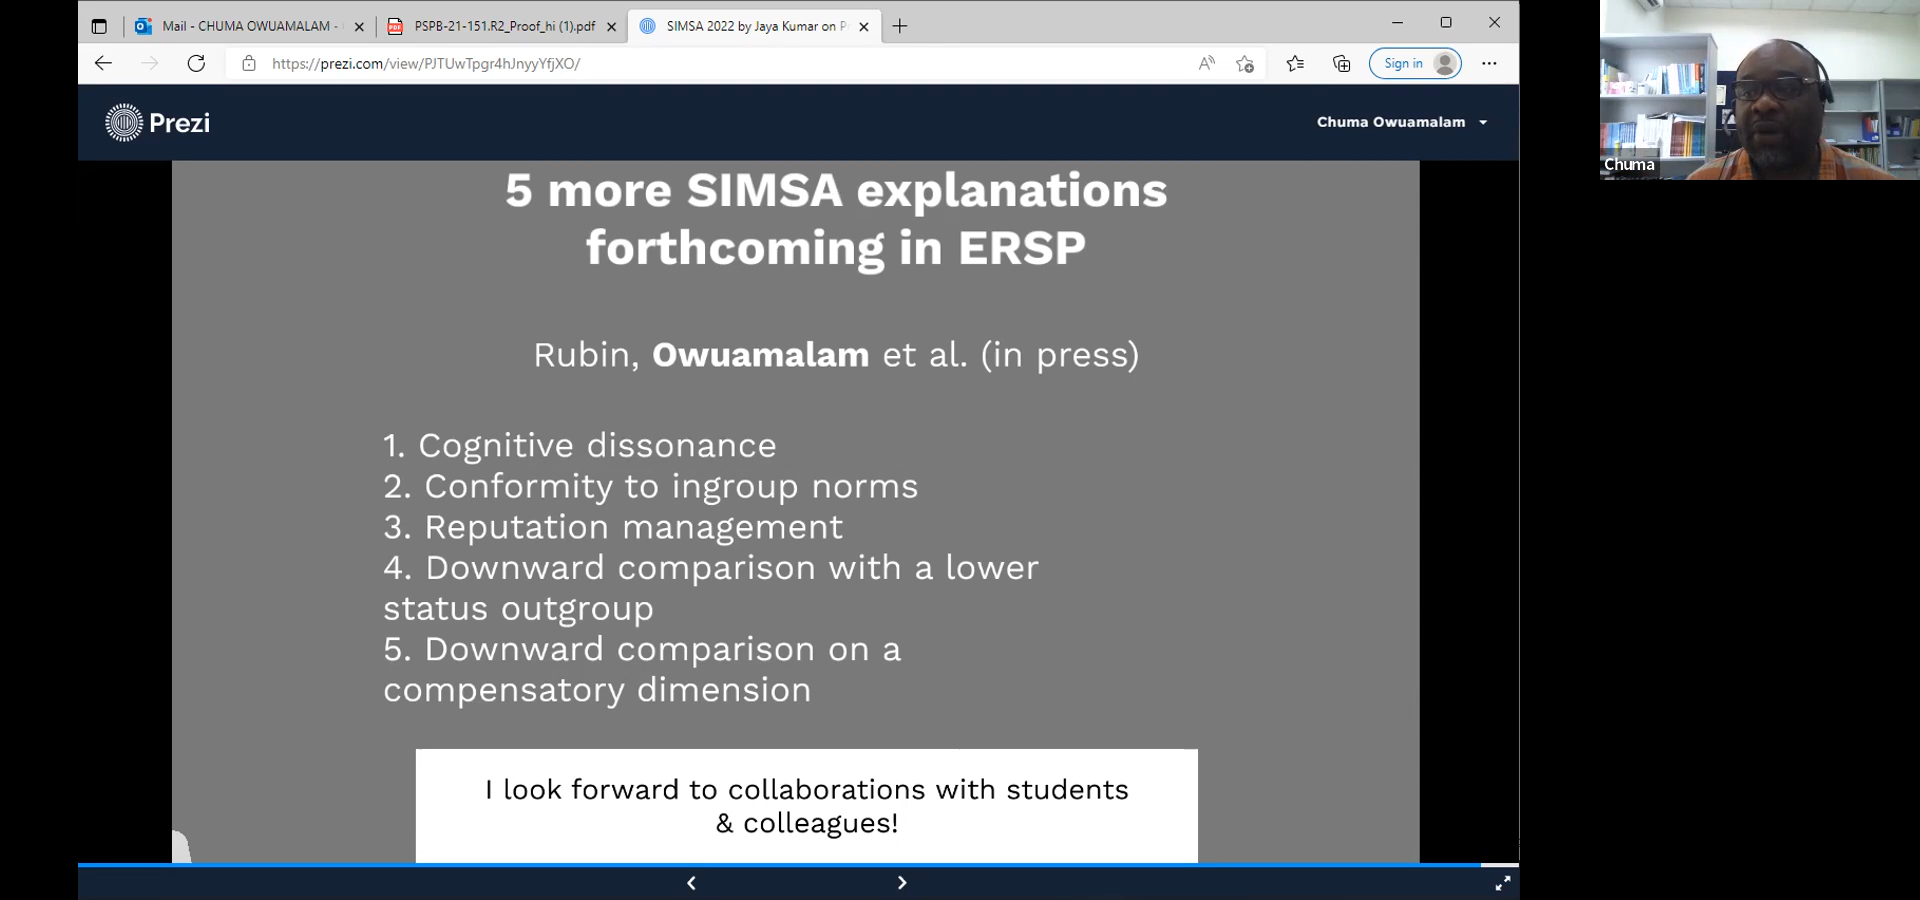 Mail - CHUMA OWUAMALAM -
PSPB-21-151.R2_Proof_hi (1).pdf
SIMSA 2022 by Jaya Kumar on P
https://prezi.com/view/PJTUwTpgr4hJnyyYfjXO/
Sign in
Prezi
Chuma Owuamalam
5 more SIMSA explanations
forthcoming in ERSP
Rubin, Owuamalam et al. (in press)
1. Cognitive dissonance
2. Conformity to ingroup norms
3. Reputation management
4. Downward comparison with a lower
status outgroup
5. Downward comparison on a
compensatory dimension
I look forward to collaborations with students
& colleagues!
Chuma